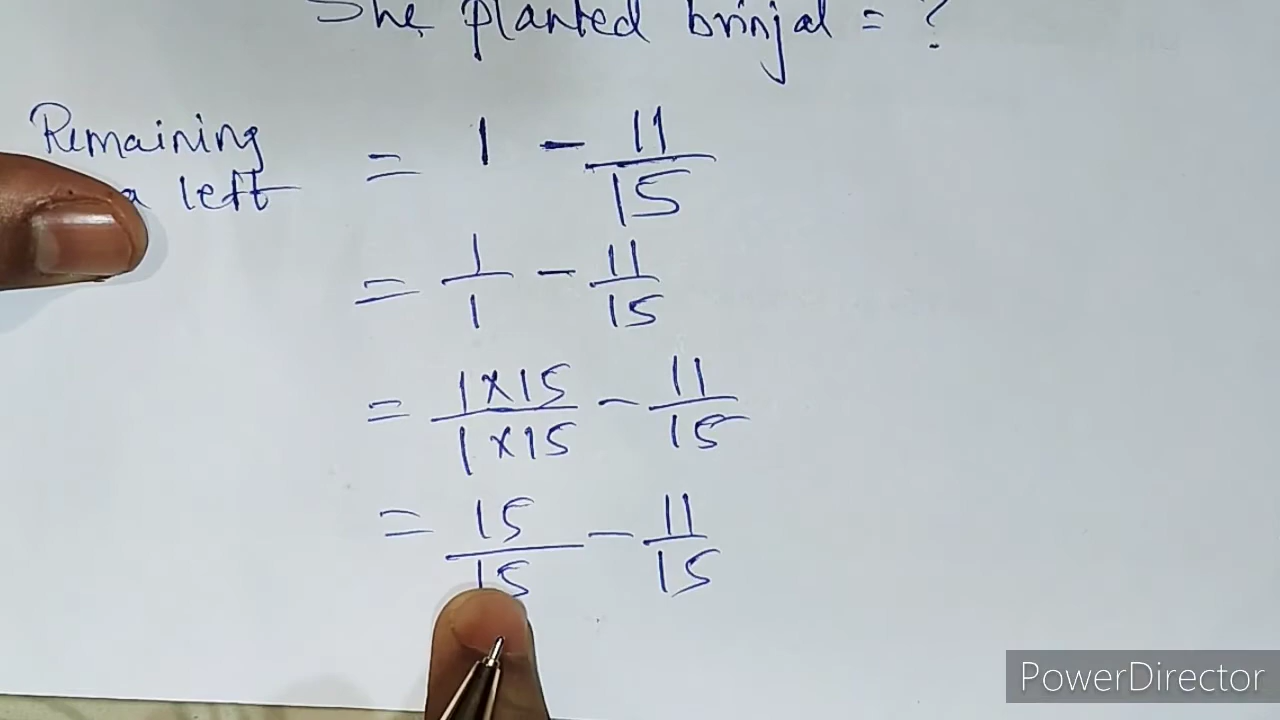 She planted brinjal = ?
Remaining
left
= 1 - 11/15
= 1/1 - 11/15
= 1×15/1×15 - 11/15
= 15/15 - 11/15
PowerDirector